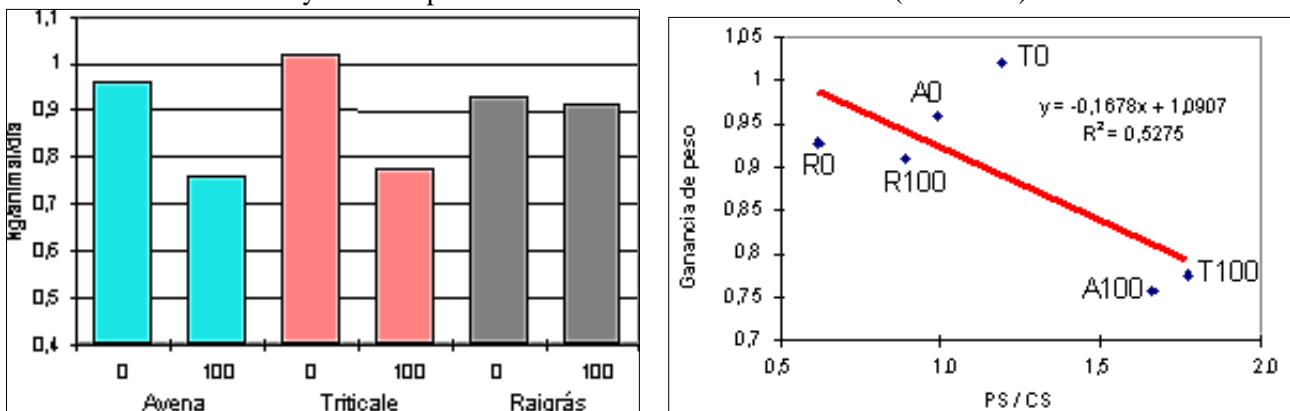 1,1
1
0,9
0,8
0,7
0,6
0,5
0,4
kg/animal/día
0 100 0 100 0 100
Avena Triticale Raigrás
1,05
1
0,95
0,9
0,85
0,8
0,75
0,7
Ganancia de peso
T0
A0
y = -0,1678x + 1,0907
R² = 0,5275
R0
R100
A100
T100
0,5 1,0 1,5 2,0
PS / CS